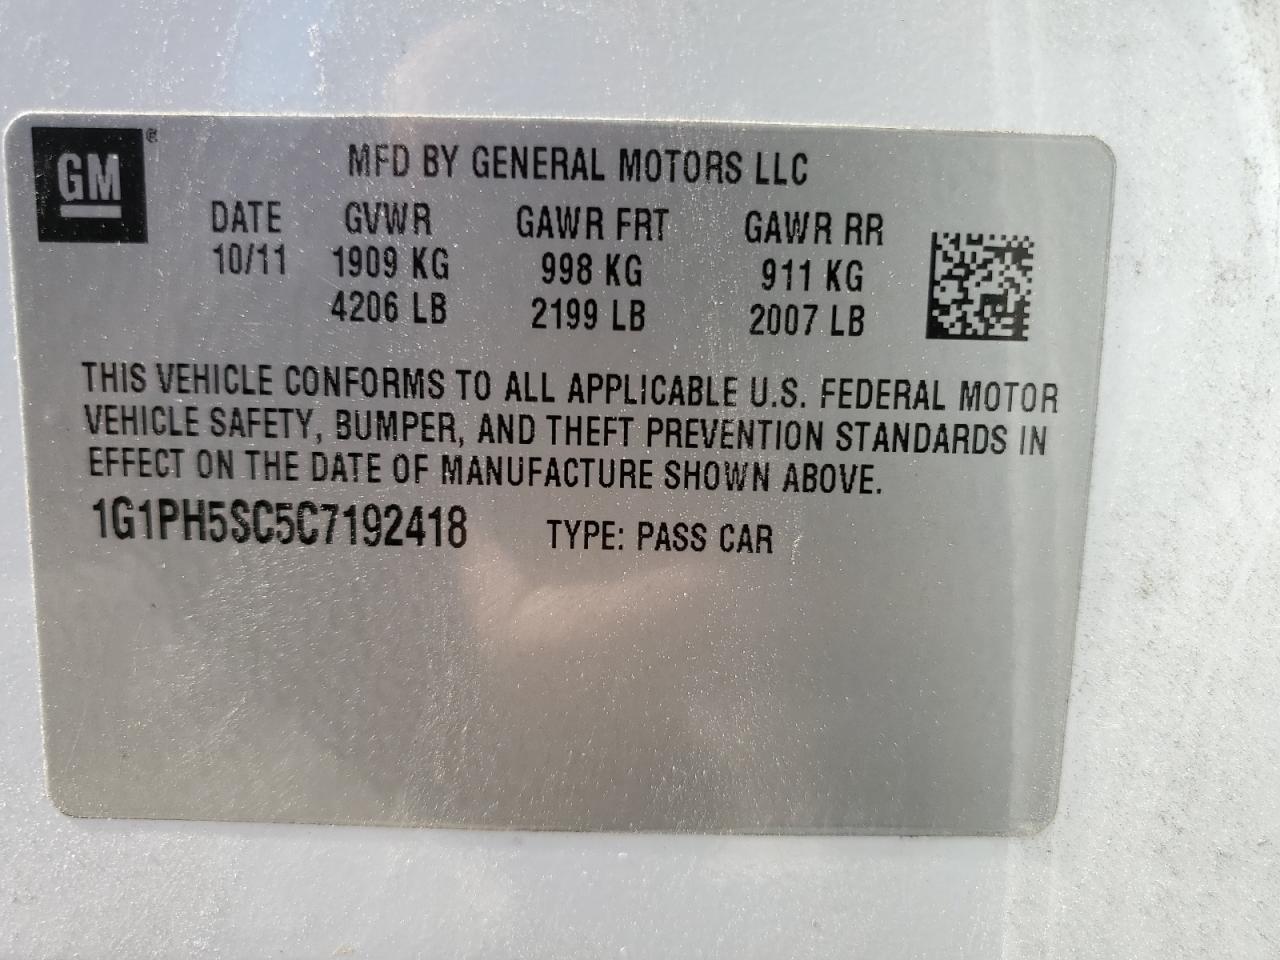 GM ®
MFD BY GENERAL MOTORS LLC
DATE GVWR GAWR FRT GAWR RR
10/11 1909 KG 998 KG 911 KG
4206 LB 2199 LB 2007 LB
THIS VEHICLE CONFORMS TO ALL APPLICABLE U.S. FEDERAL MOTOR
VEHICLE SAFETY, BUMPER, AND THEFT PREVENTION STANDARDS IN
EFFECT ON THE DATE OF MANUFACTURE SHOWN ABOVE.
1G1PH5SC5C7192418 TYPE: PASS CAR